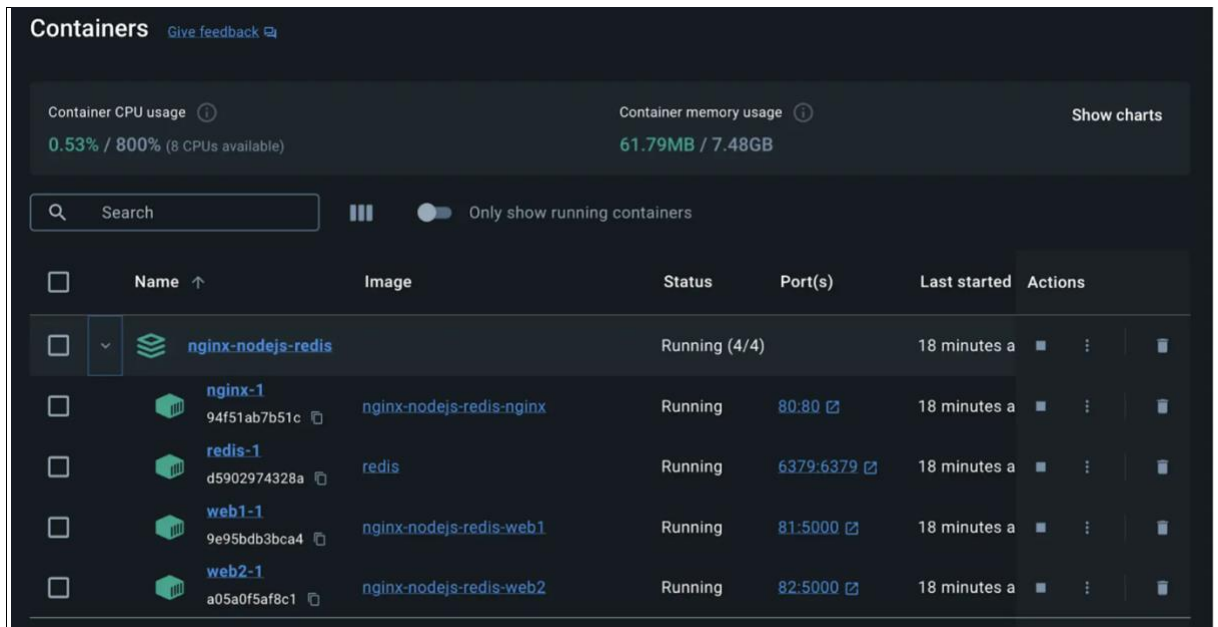 Containers Give feedback
Container CPU usage Container memory usage Show charts
0.53% / 800% (8 CPUs available) 61.79MB / 7.48GB
Search Only show running containers
Name ↑ Image Status Port(s) Last started Actions
nginx-nodejs-redis Running (4/4) 18 minutes a
nginx-1
94f51ab7b51c nginx-nodejs-redis-nginx Running 80:80 18 minutes a
redis-1
d5902974328a redis Running 6379:6379 18 minutes a
web1-1
9e95bdb3bca4 nginx-nodejs-redis-web1 Running 81:5000 18 minutes a
web2-1
a05a0f5af8c1 nginx-nodejs-redis-web2 Running 82:5000 18 minutes a